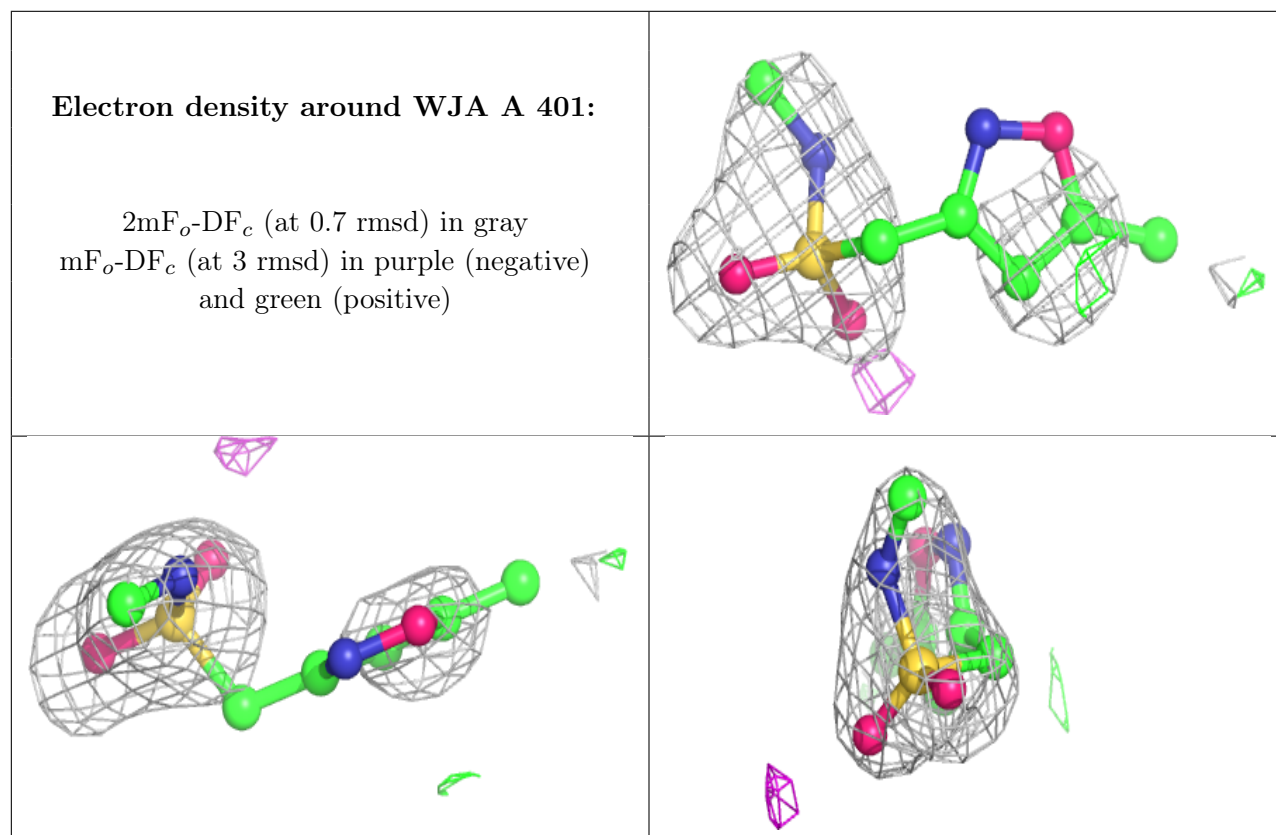 Electron density around WJA A 401:
2mFo-DFc (at 0.7 rmsd) in gray
mFo-DFc (at 3 rmsd) in purple (negative)
and green (positive)